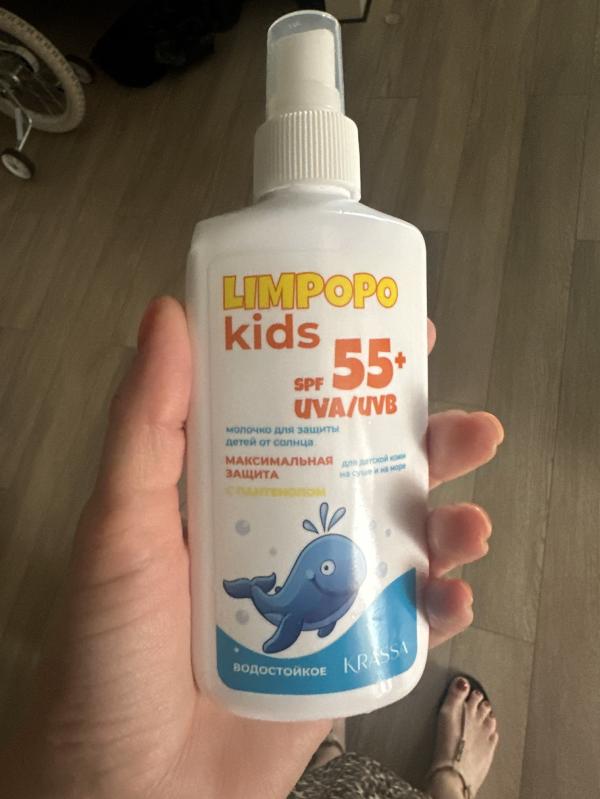 LIMPOPO
kids
SPF 55+
UVA/UVB
молочко для защиты
детей от солнца
МАКСИМАЛЬНАЯ
ЗАЩИТА
для детской кожи
на суше и на море
С ПАНТЕНОЛОМ
ВОДОСТОЙКОЕ
KRASSA